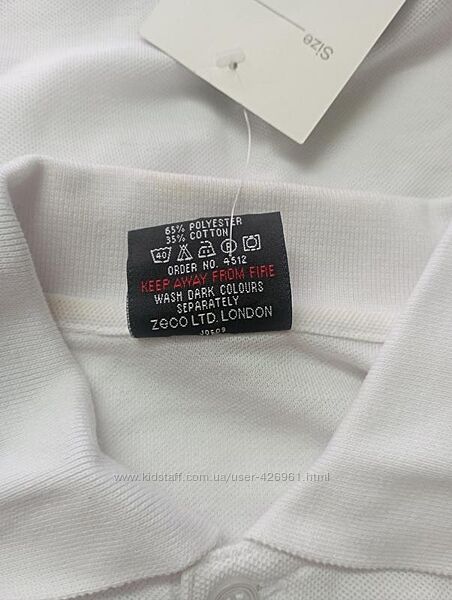 Size
65% POLYESTER
35% COTTON
40 P
ORDER NO. 4512
KEEP AWAY FROM FIRE
WASH DARK COLOURS
SEPARATELY
ZECO LTD. LONDON
J0509
www.kidstaff.com.ua/user-426961.html